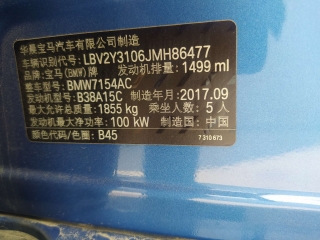 华晨宝马汽车有限公司制造
车辆识别代号: LBV2Y3106JMH86477
品牌: 宝马(BMW)牌 发动机排量: 1499 ml
整车型号: BMW7154AC
发动机型号: B38A15C 制造年月: 2017.09
最大允许总质量: 1855 kg 乘坐人数: 5 人
发动机最大净功率: 100 kW 制造国: 中国
颜色代码/色圈: B45
7 310 673